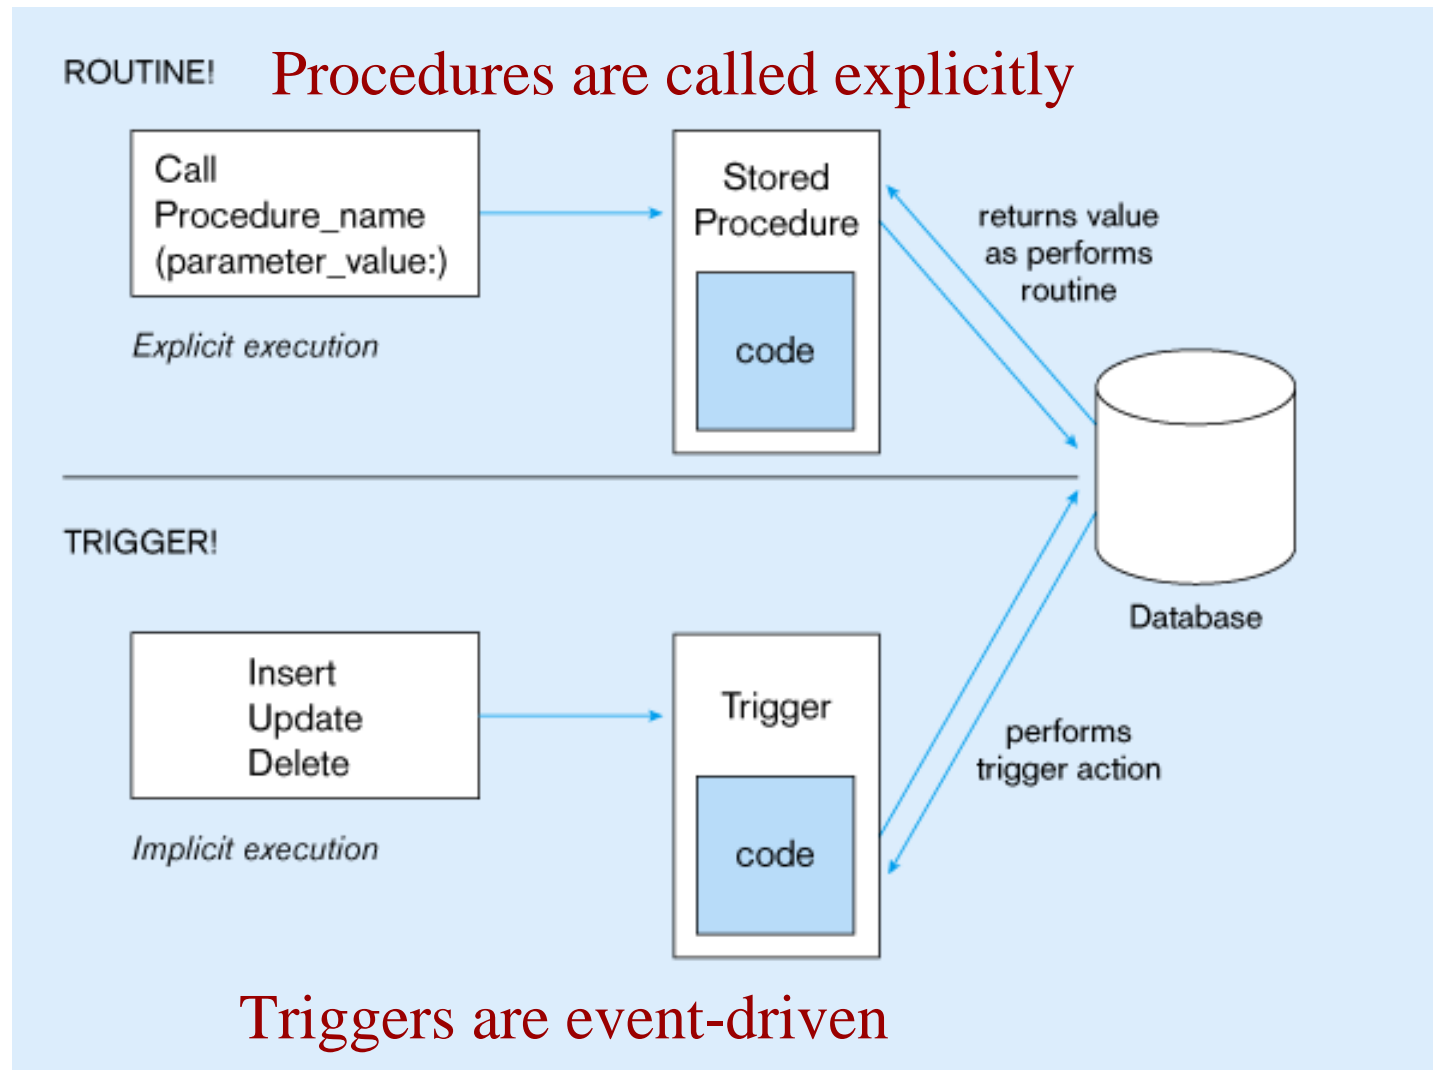 ROUTINE!
Procedures are called explicitly
Call
Procedure_name
(parameter_value:)
Explicit execution
Stored
Procedure
code
returns value
as performs
routine
Database
TRIGGER!
Insert
Update
Delete
Implicit execution
Trigger
code
performs
trigger action
Triggers are event-driven